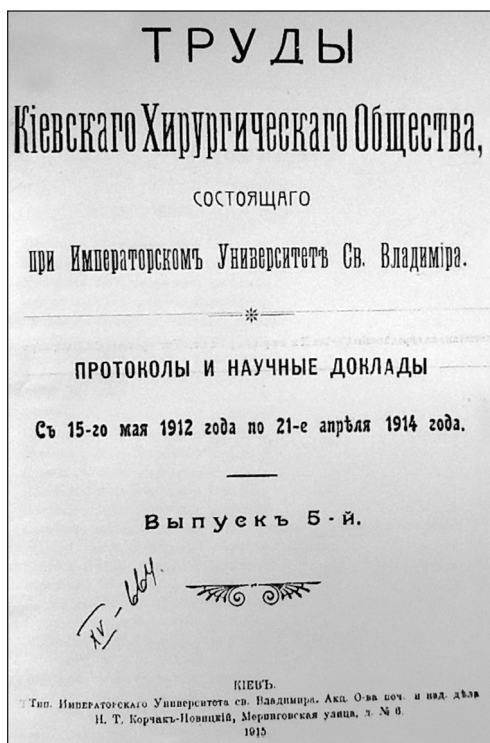 ТРУДЫ
Кіевскаго Хирургическаго Общества,
СОСТОЯЩАГО
при Императорскомъ Университетѣ Св. Владиміра.
ПРОТОКОЛЫ И НАУЧНЫЕ ДОКЛАДЫ
Съ 15-го мая 1912 года по 21-е апрѣля 1914 года.
Выпускъ 5-й.
XV - 664.
КІЕВЪ.
Тип. Императорскаго Университета св. Владимира. Акц. О-ва печ. и изд. дѣла
Н. Т. Корчакъ-Новицкій, Меринговская улица, д. № 6.
1915